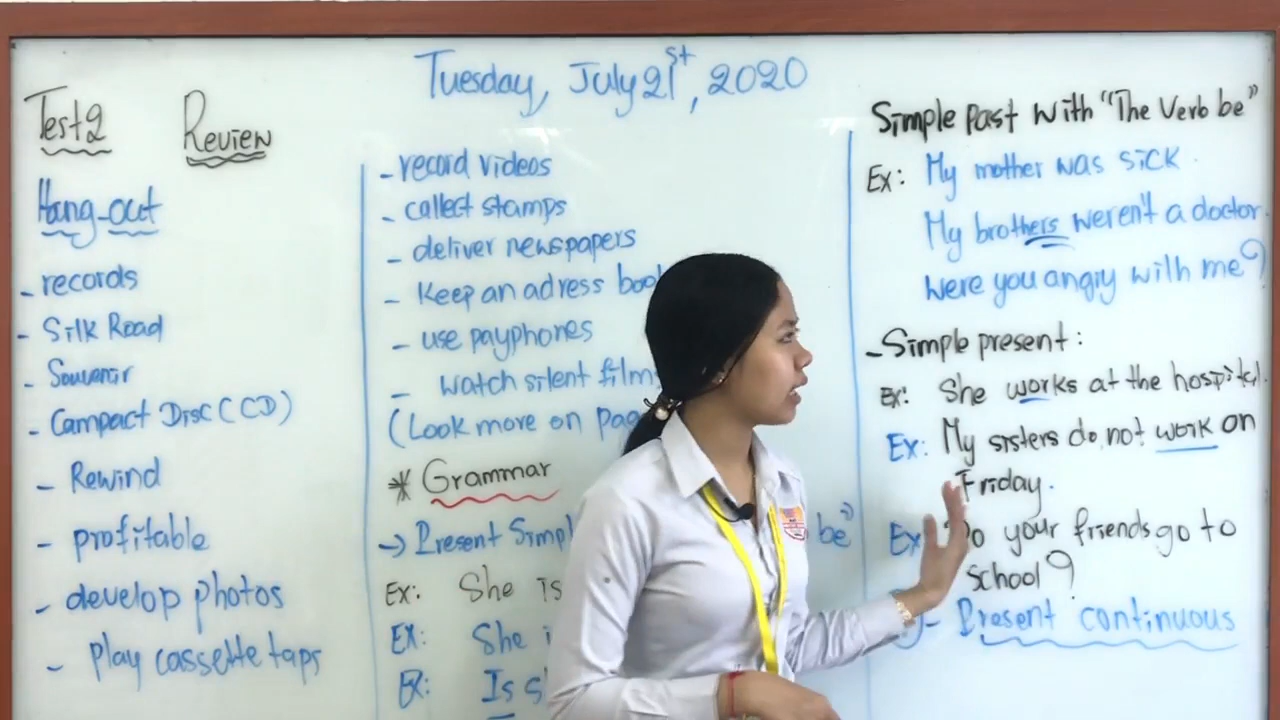 Tuesday, July 21st, 2020
Test 2 Review
Hang-out
- records
- Silk Road
- Souvenir
- Compact Disc (CD)
- Rewind
- profitable
- develop photos
- play cassette taps
- record videos
- collect stamps
- deliver newspapers
- Keep an adress
- use payphones
- watch silent film
(Look more on
* Grammar
→ Present be"
Ex: She is
Ex: She
Ex: Is
Simple Past with "The Verb be"
Ex: My mother was sick.
My brothers weren't a doctor.
Were you angry with me?
- Simple present:
Ex: She works at the hospital.
Ex: My sisters do not work on
Friday.
Ex Do your friends go to
School?
- Present continuous